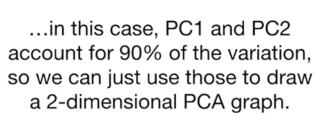 ...in this case, PC1 and PC2
account for 90% of the variation,
so we can just use those to draw
a 2-dimensional PCA graph.